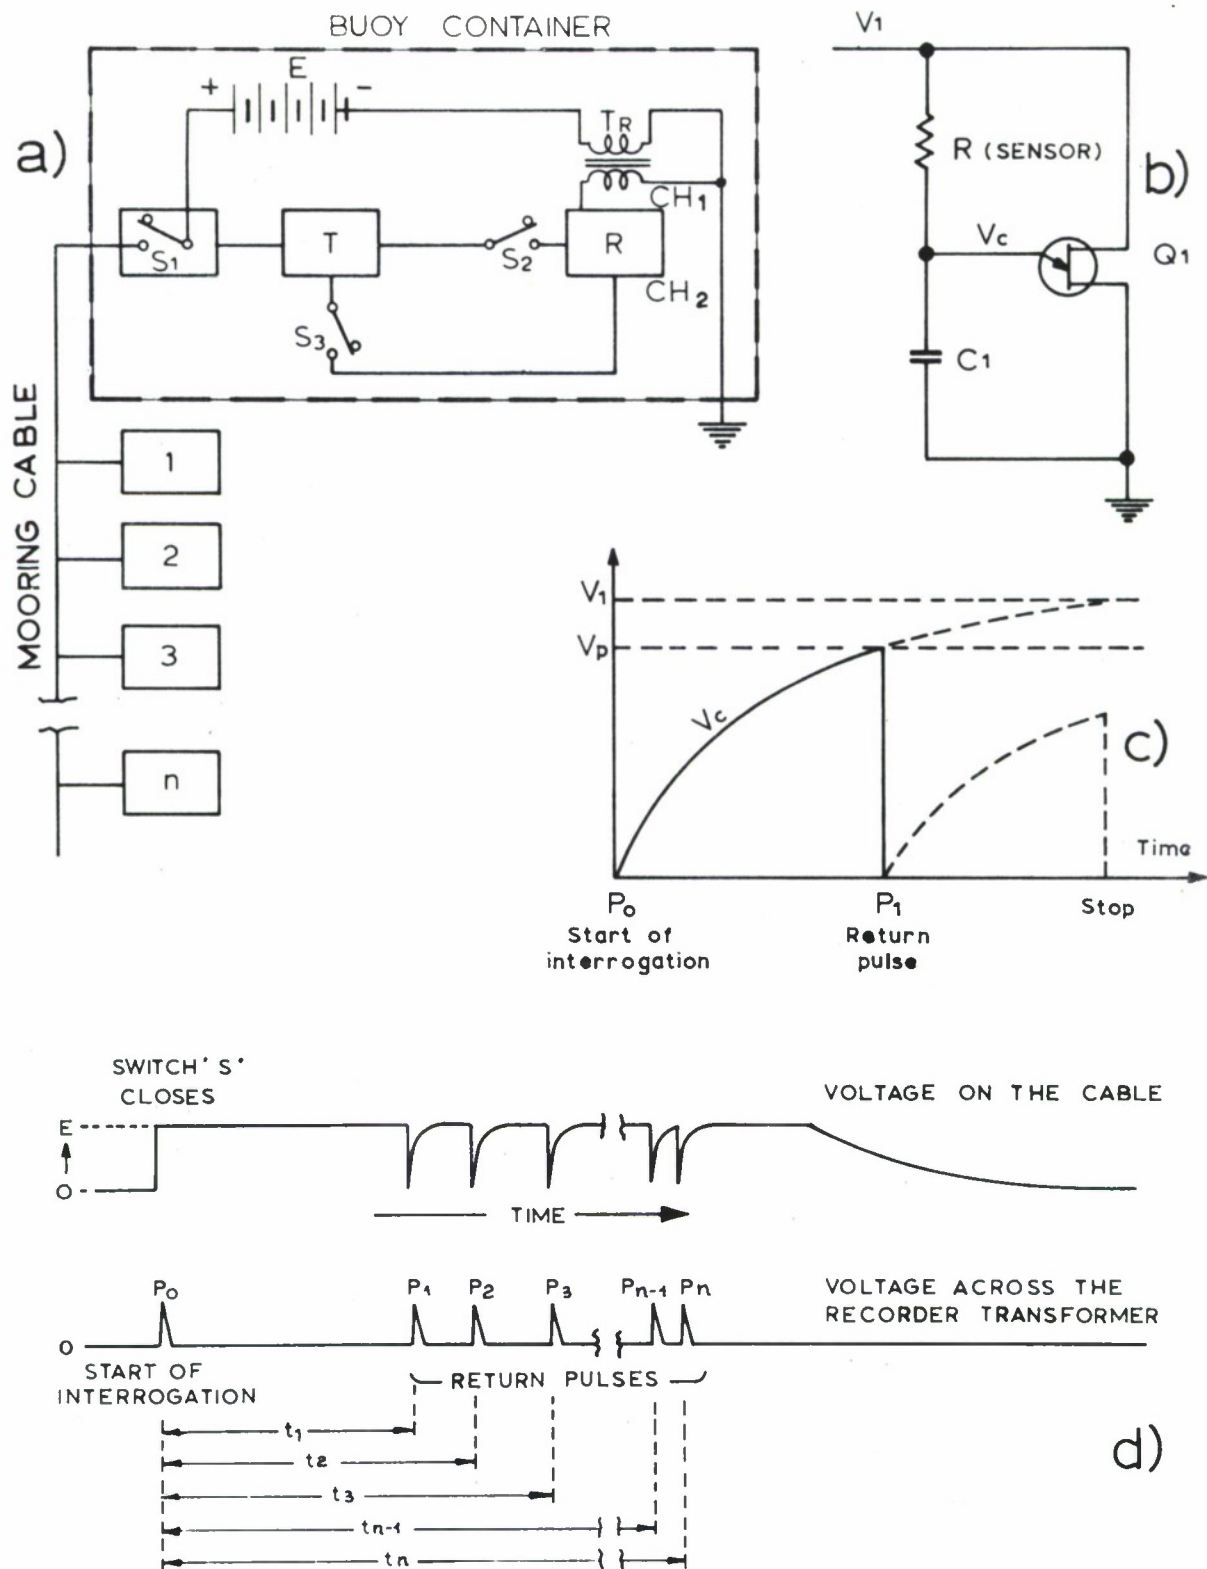 BUOY CONTAINER
a)
+ E -
TR
CH1
S1
T
S2
R
CH2
S3
MOORING CABLE
1
2
3
n
V1
R (SENSOR)
b)
Vc
Q1
C1
V1
Vp
Vc
c)
Time
P0
P1
Stop
Start of
interrogation
Return
pulse
SWITCH 'S'
CLOSES
VOLTAGE ON THE CABLE
E
O
TIME
P0
P1
P2
P3
Pn-1
Pn
VOLTAGE ACROSS THE
RECORDER TRANSFORMER
O
START OF
INTERROGATION
RETURN PULSES
t1
t2
t3
tn-1
tn
d)